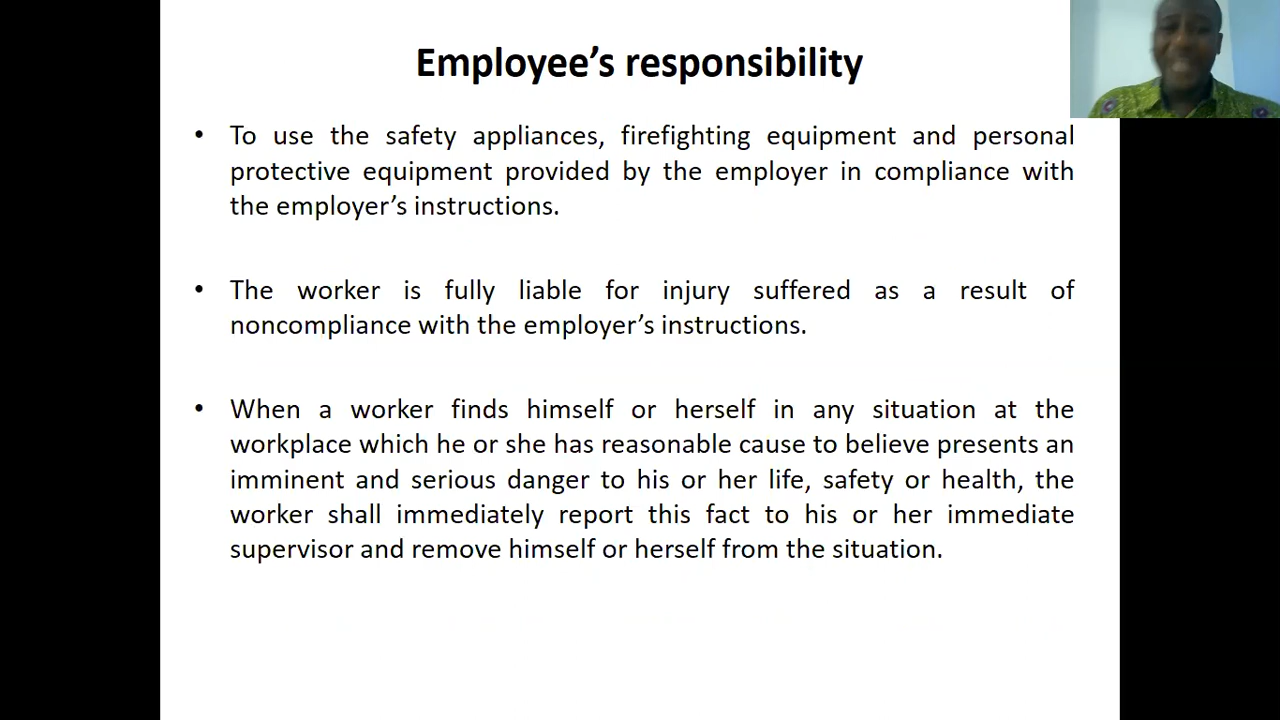 Employee’s responsibility
• To use the safety appliances, firefighting equipment and personal
protective equipment provided by the employer in compliance with
the employer’s instructions.
• The worker is fully liable for injury suffered as a result of
noncompliance with the employer’s instructions.
• When a worker finds himself or herself in any situation at the
workplace which he or she has reasonable cause to believe presents an
imminent and serious danger to his or her life, safety or health, the
worker shall immediately report this fact to his or her immediate
supervisor and remove himself or herself from the situation.